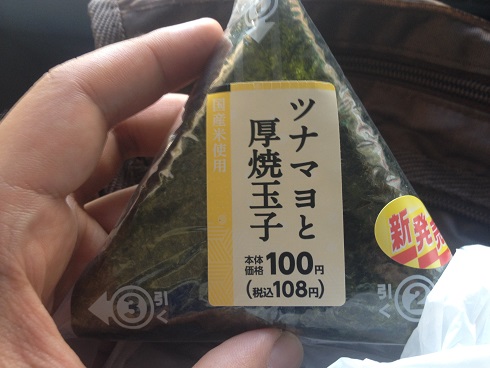 国産米使用
ツナマヨと
厚焼玉子
本体
価格 100円
(税込108円)
新発売
③ 引く
引く ②